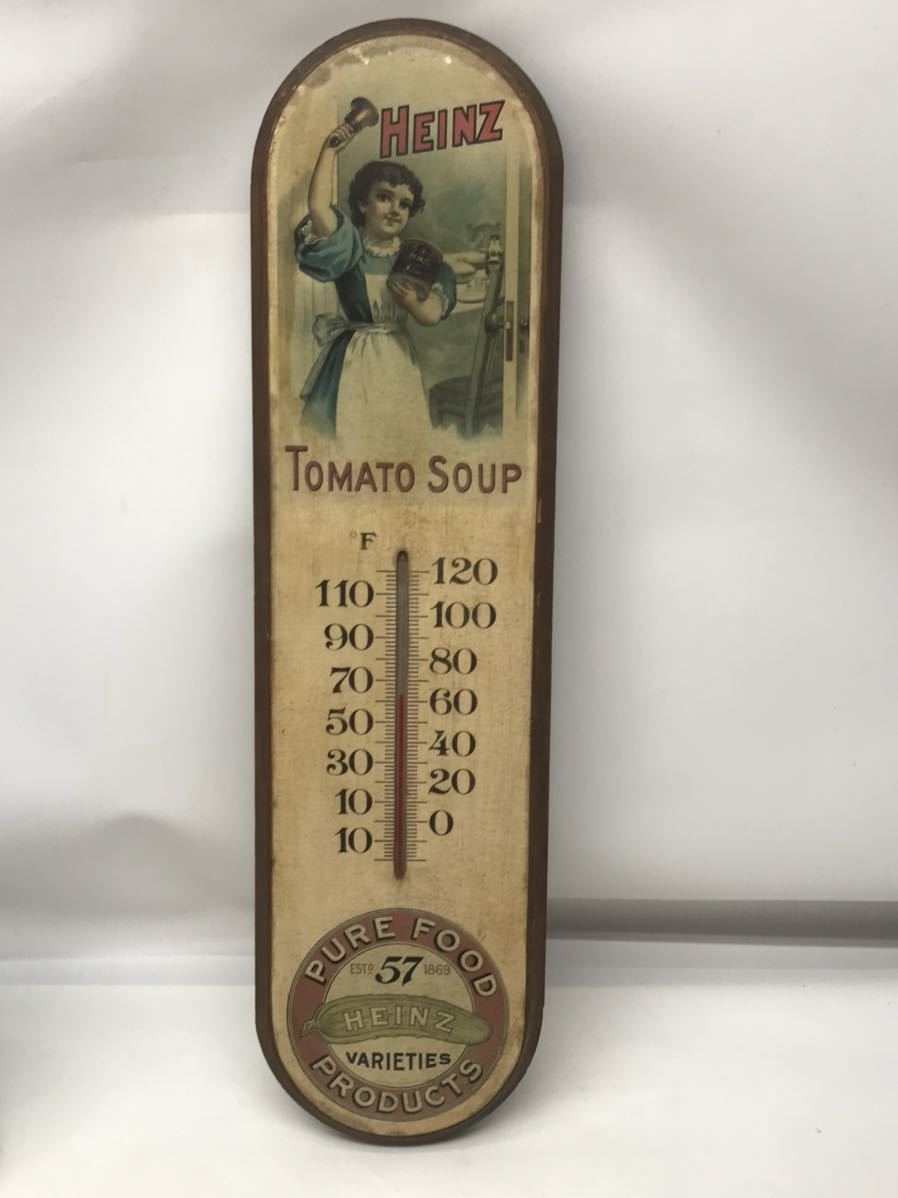 HEINZ
HEINZ
TOMATO SOUP
°F
120
110
100
90
80
70
60
50
40
30
20
10
0
10
PURE FOOD
ESTD 57 1869
HEINZ
VARIETIES
PRODUCTS